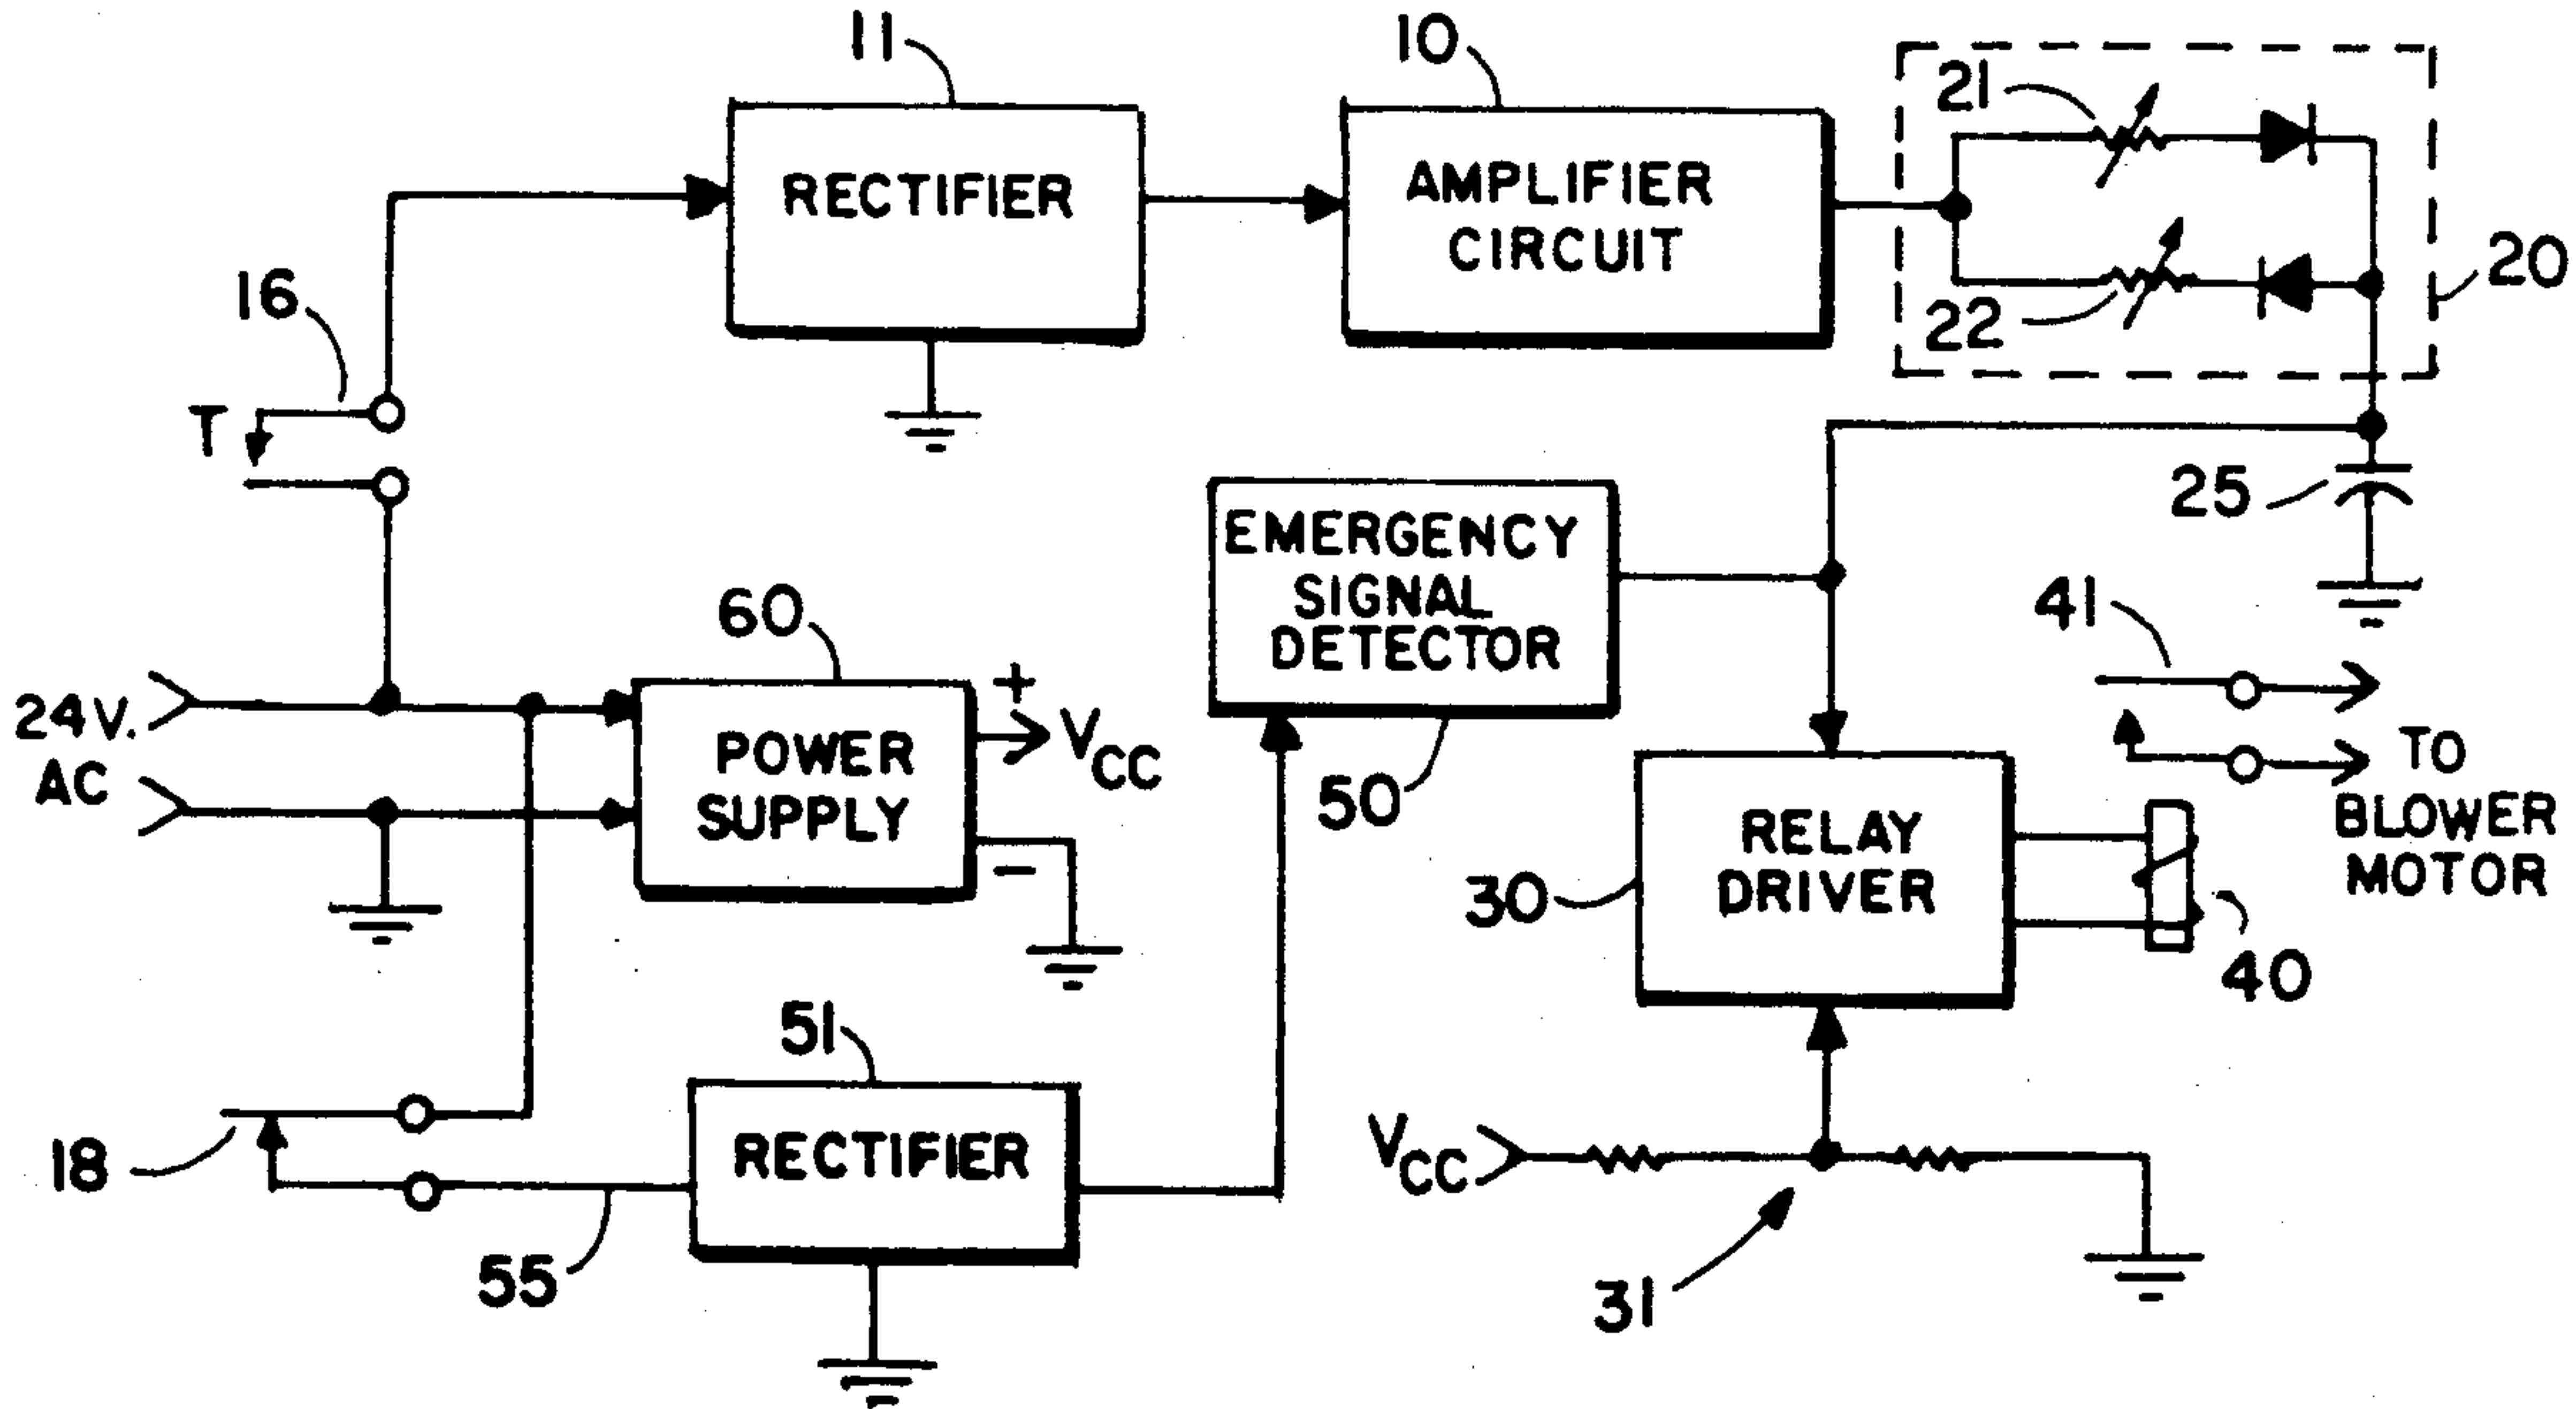 11
10
21
RECTIFIER
AMPLIFIER
CIRCUIT
20
16
22
T
25
EMERGENCY
SIGNAL
DETECTOR
60
41
+
24V.
AC
POWER
SUPPLY
VCC
50
TO
BLOWER
MOTOR
RELAY
DRIVER
30
−
40
51
18
RECTIFIER
VCC
55
31